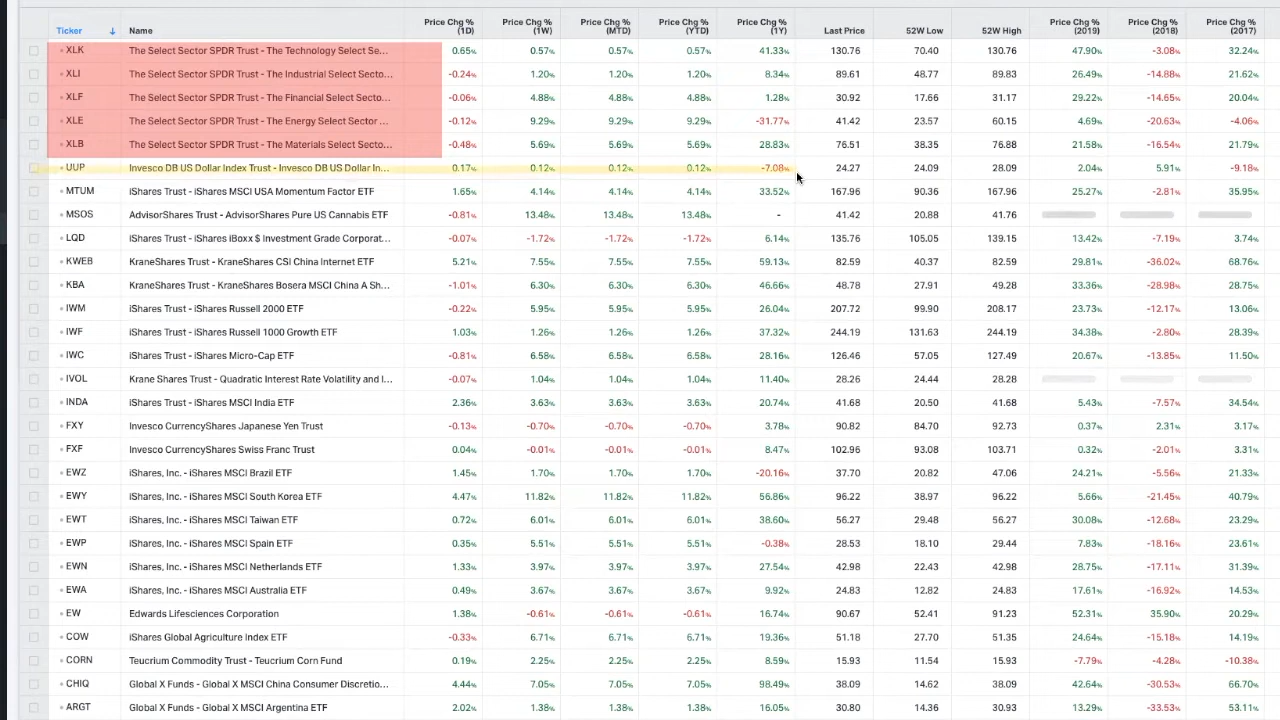 Ticker ↓ Price Chg % (1D) Price Chg % (1W) Price Chg % (MTD) Price Chg % (YTD) Price Chg % (1Y) Last Price 52W Low 52W High Price Chg % (2019) Price Chg % (2018) Price Chg % (2017)
XLK The Select Sector SPDR Trust - The Technology Select Se... 0.65% 0.57% 0.57% 0.57% 41.33% 130.76 70.40 130.76 47.90% -3.08% 32.24%
XLI The Select Sector SPDR Trust - The Industrial Select Secto... -0.24% 1.20% 1.20% 1.20% 8.34% 89.61 48.77 89.83 26.49% -14.88% 21.62%
XLF The Select Sector SPDR Trust - The Financial Select Secto... -0.06% 4.88% 4.88% 4.88% 1.28% 30.92 17.66 31.17 29.22% -14.65% 20.04%
XLE The Select Sector SPDR Trust - The Energy Select Sector ... -0.12% 9.29% 9.29% 9.29% -31.77% 41.42 23.57 60.15 4.69% -20.63% -4.06%
XLB The Select Sector SPDR Trust - The Materials Select Secto... -0.48% 5.69% 5.69% 5.69% 28.83% 76.51 38.35 76.88 21.58% -16.54% 21.79%
UUP Invesco DB US Dollar Index Trust - Invesco DB US Dollar In... 0.17% 0.12% 0.12% 0.12% -7.08% 24.27 24.09 28.09 2.04% 5.91% -9.18%
MTUM iShares Trust - iShares MSCI USA Momentum Factor ETF 1.65% 4.14% 4.14% 4.14% 33.52% 167.96 90.36 167.96 25.27% -2.81% 35.95%
MSOS AdvisorShares Trust - AdvisorShares Pure US Cannabis ETF -0.81% 13.48% 13.48% 13.48% - 41.42 20.88 41.76
LQD iShares Trust - iShares iBoxx $ Investment Grade Corporat... -0.07% -1.72% -1.72% -1.72% 6.14% 135.76 105.05 139.15 13.42% -7.19% 3.74%
KWEB KraneShares Trust - KraneShares CSI China Internet ETF 5.21% 7.55% 7.55% 7.55% 59.13% 82.59 40.37 82.59 29.81% -36.02% 68.76%
KBA KraneShares Trust - KraneShares Bosera MSCI China A Sh... -1.01% 6.30% 6.30% 6.30% 46.66% 48.78 27.91 49.28 33.36% -28.98% 28.75%
IWM iShares Trust - iShares Russell 2000 ETF -0.22% 5.95% 5.95% 5.95% 26.04% 207.72 99.90 208.17 23.73% -12.17% 13.06%
IWF iShares Trust - iShares Russell 1000 Growth ETF 1.03% 1.26% 1.26% 1.26% 37.32% 244.19 131.63 244.19 34.38% -2.80% 28.39%
IWC iShares Trust - iShares Micro-Cap ETF -0.81% 6.58% 6.58% 6.58% 28.16% 126.46 57.05 127.49 20.67% -13.85% 11.50%
IVOL Krane Shares Trust - Quadratic Interest Rate Volatility and I... -0.07% 1.04% 1.04% 1.04% 11.40% 28.26 24.44 28.28
INDA iShares Trust - iShares MSCI India ETF 2.36% 3.63% 3.63% 3.63% 20.74% 41.68 20.50 41.68 5.43% -7.57% 34.54%
FXY Invesco CurrencyShares Japanese Yen Trust -0.13% -0.70% -0.70% -0.70% 3.78% 90.82 84.70 92.73 0.37% 2.31% 3.17%
FXF Invesco CurrencyShares Swiss Franc Trust 0.04% -0.01% -0.01% -0.01% 8.47% 102.96 93.08 103.71 0.32% -2.01% 3.31%
EWZ iShares, Inc. - iShares MSCI Brazil ETF 1.45% 1.70% 1.70% 1.70% -20.16% 37.70 20.82 47.06 24.21% -5.56% 21.33%
EWY iShares, Inc. - iShares MSCI South Korea ETF 4.47% 11.82% 11.82% 11.82% 56.86% 96.22 38.97 96.22 5.66% -21.45% 40.79%
EWT iShares, Inc. - iShares MSCI Taiwan ETF 0.72% 6.01% 6.01% 6.01% 38.60% 56.27 29.48 56.27 30.08% -12.68% 23.29%
EWP iShares, Inc. - iShares MSCI Spain ETF 0.35% 5.51% 5.51% 5.51% -0.38% 28.53 18.10 29.44 7.83% -18.16% 23.61%
EWN iShares, Inc. - iShares MSCI Netherlands ETF 1.33% 3.97% 3.97% 3.97% 27.54% 42.98 22.43 42.98 28.75% -17.11% 31.39%
EWA iShares, Inc. - iShares MSCI Australia ETF 0.49% 3.67% 3.67% 3.67% 9.92% 24.83 12.82 24.83 17.61% -16.92% 14.53%
EW Edwards Lifesciences Corporation 1.38% -0.61% -0.61% -0.61% 16.74% 90.67 52.41 91.23 52.31% 35.90% 20.29%
COW iShares Global Agriculture Index ETF -0.33% 6.71% 6.71% 6.71% 19.36% 51.18 27.70 51.35 24.64% -15.18% 14.19%
CORN Teucrium Commodity Trust - Teucrium Corn Fund 0.19% 2.25% 2.25% 2.25% 8.59% 15.93 11.54 15.93 -7.79% -4.28% -10.38%
CHIQ Global X Funds - Global X MSCI China Consumer Discretio... 4.44% 7.05% 7.05% 7.05% 98.49% 38.09 14.62 38.09 42.64% -30.53% 66.70%
ARGT Global X Funds - Global X MSCI Argentina ETF 2.02% 1.38% 1.38% 1.38% 16.05% 30.80 14.36 30.93 13.29% -33.53% 53.11%